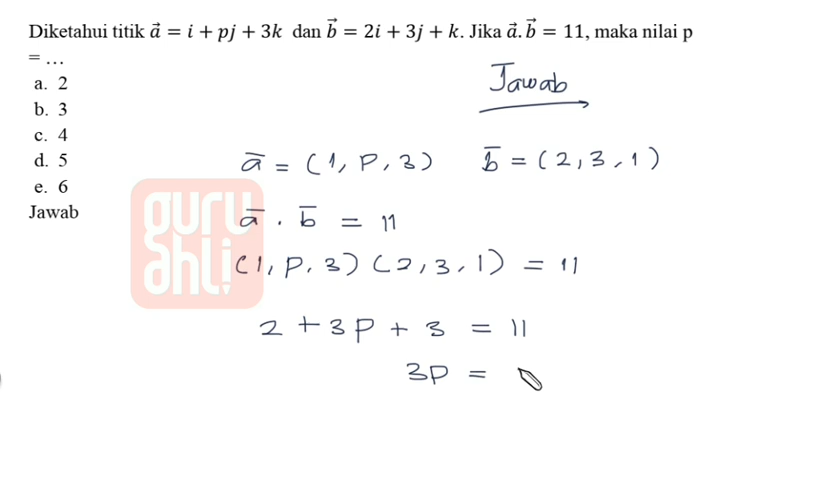 Diketahui titik a⃗ = i + pj + 3k dan b⃗ = 2i + 3j + k. Jika a⃗. b⃗ = 11, maka nilai p
= ...
a. 2
b. 3
c. 4
d. 5
e. 6
Jawab
Jawab
a̅ = (1, P, 3) b̅ = (2, 3, 1)
a̅ . b̅ = 11
(1, P, 3) (2, 3, 1) = 11
2 + 3P + 3 = 11
3P =
guru
ahli